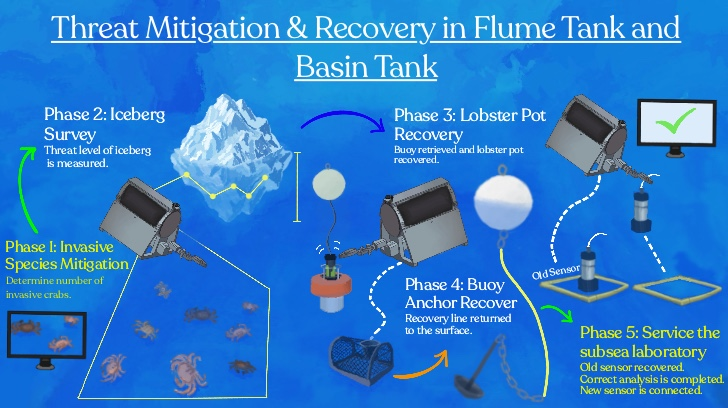 Threat Mitigation & Recovery in Flume Tank and
Basin Tank
Phase 1: Invasive
Species Mitigation
Determine number of
invasive crabs.
Phase 2: Iceberg
Survey
Threat level of iceberg
is measured.
Phase 3: Lobster Pot
Recovery
Buoy retrieved and lobster pot
recovered.
Phase 4: Buoy
Anchor Recover
Recovery line returned
to the surface.
Old Sensor
Phase 5: Service the
subsea laboratory
Old sensor recovered.
Correct analysis is completed.
New sensor is connected.